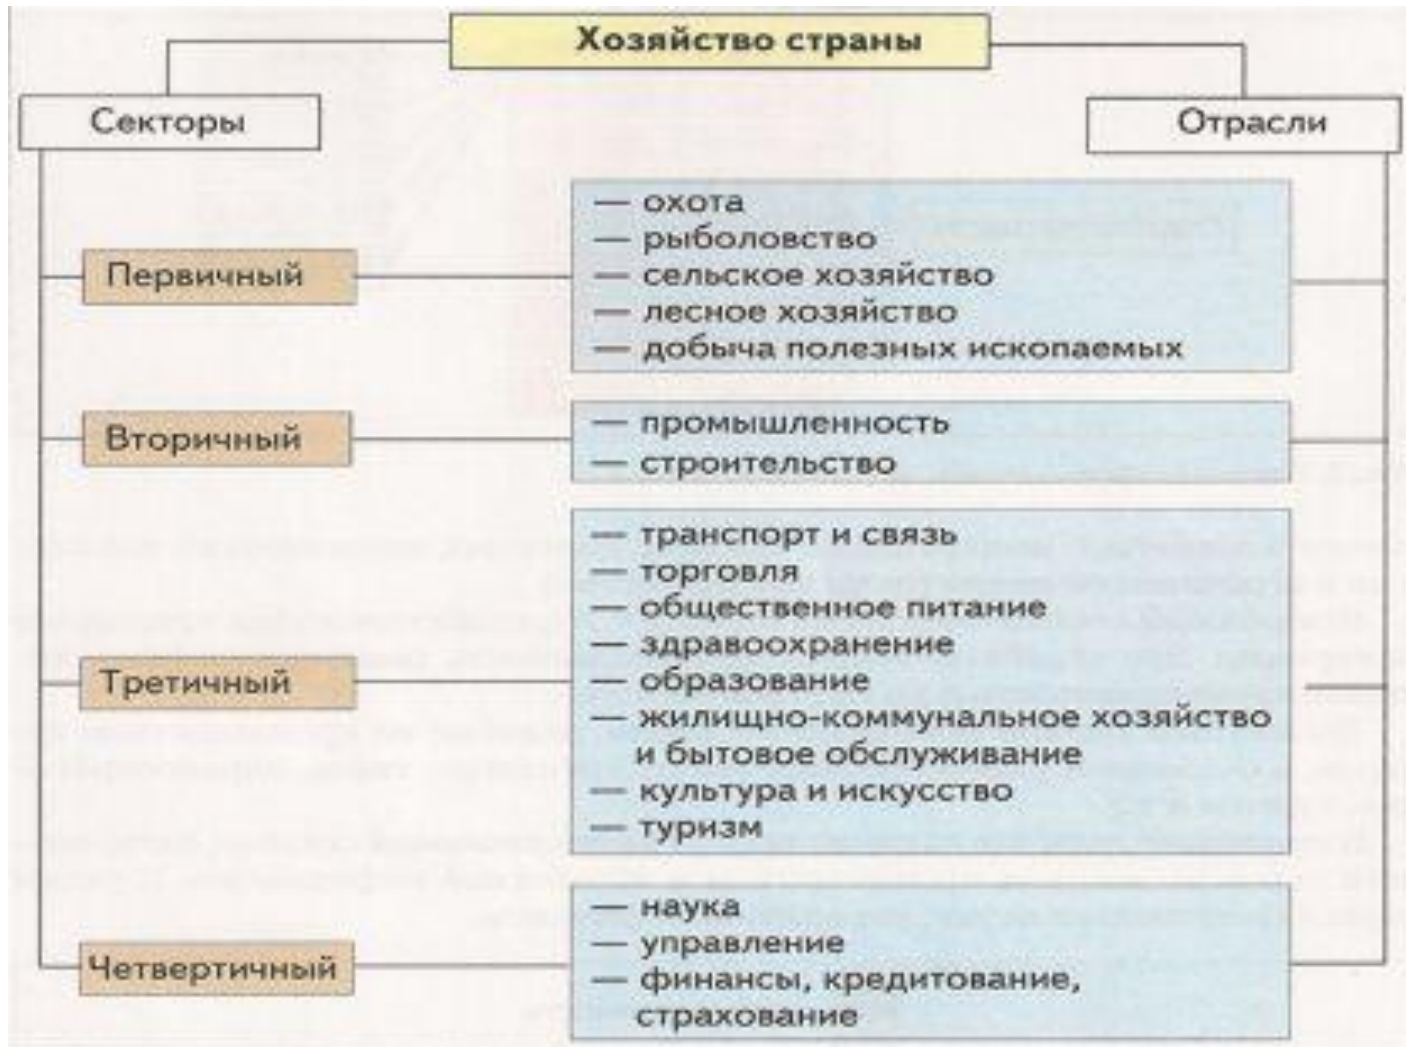 Хозяйство страны
Секторы
Отрасли
Первичный
— охота
— рыболовство
— сельское хозяйство
— лесное хозяйство
— добыча полезных ископаемых
Вторичный
— промышленность
— строительство
Третичный
— транспорт и связь
— торговля
— общественное питание
— здравоохранение
— образование
— жилищно-коммунальное хозяйство
и бытовое обслуживание
— культура и искусство
— туризм
Четвертичный
— наука
— управление
— финансы, кредитование,
страхование